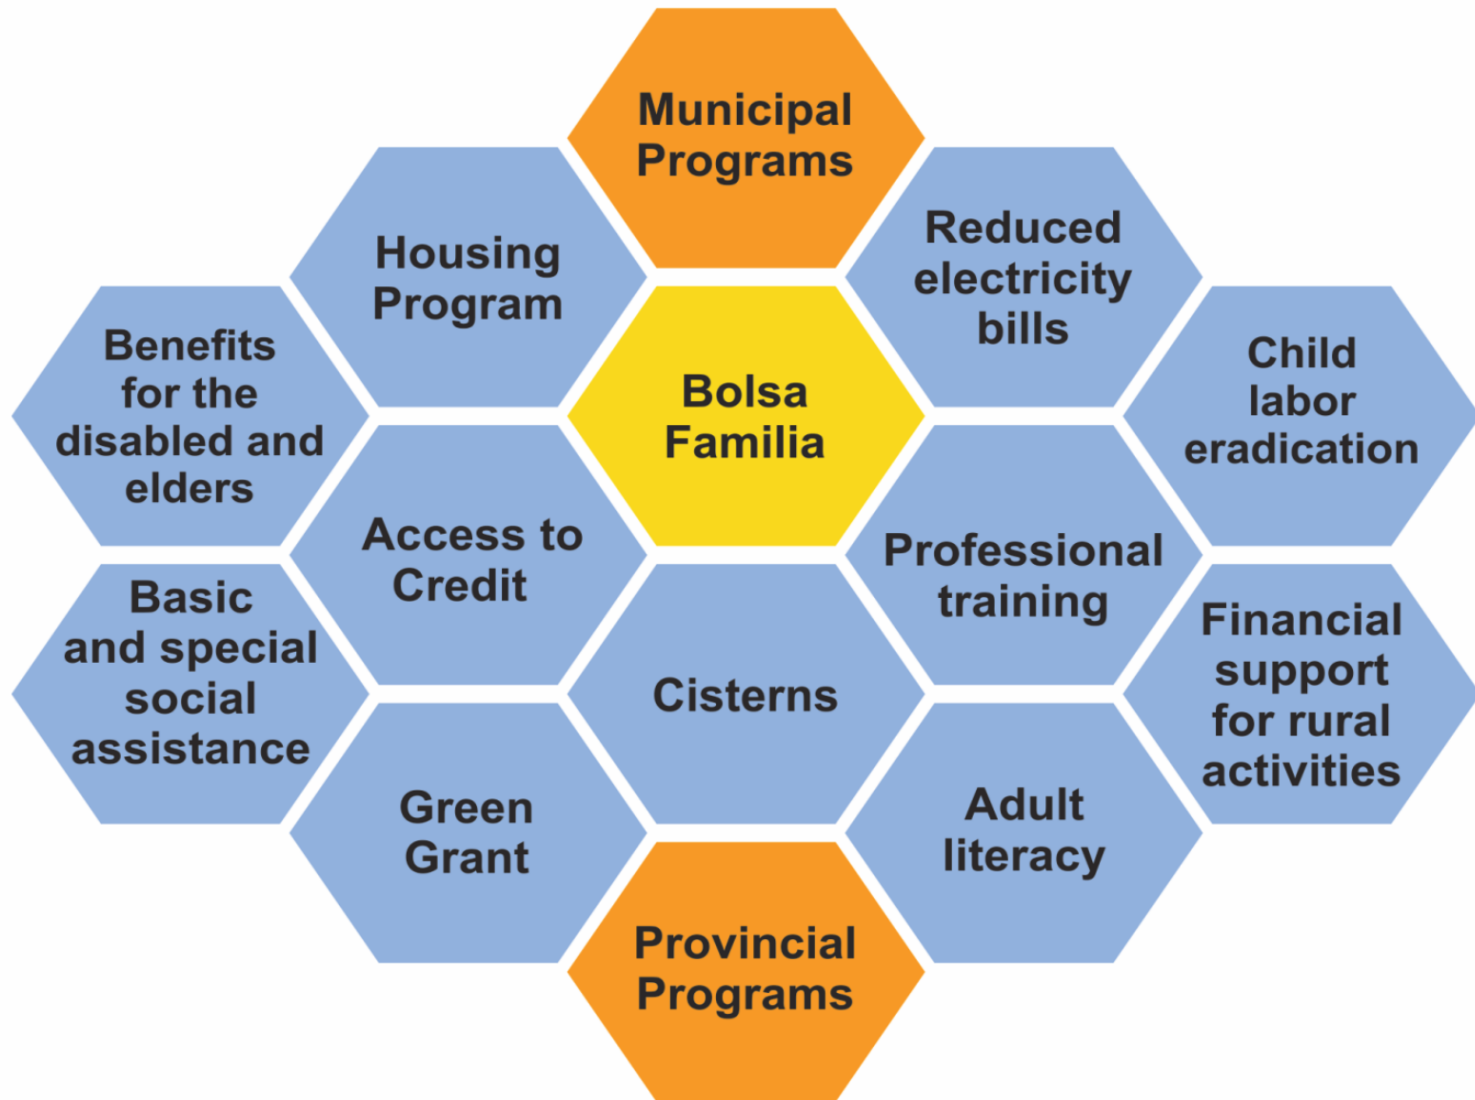 Municipal
Programs
Housing
Program
Reduced
electricity
bills
Benefits
for the
disabled and
elders
Bolsa
Familia
Child
labor
eradication
Access to
Credit
Professional
training
Basic
and special
social
assistance
Cisterns
Financial
support
for rural
activities
Green
Grant
Adult
literacy
Provincial
Programs